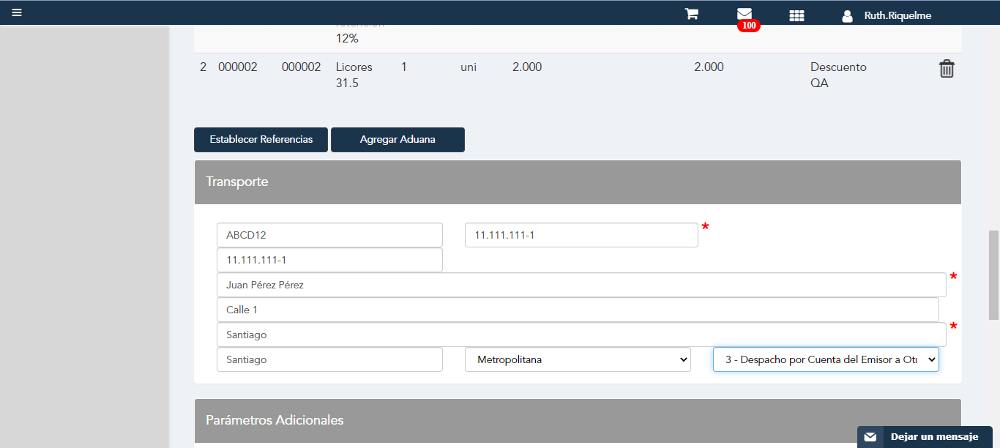 Ruth.Riquelme
100
retención
12%
2 000002 000002 Licores 1 uni 2.000 2.000 Descuento
31.5 QA
Establecer Referencias Agregar Aduana
Transporte
ABCD12 11.111.111-1 *
11.111.111-1
Juan Pérez Pérez *
Calle 1
Santiago *
Santiago Metropolitana 3 - Despacho por Cuenta del Emisor a Otr
Parámetros Adicionales
Dejar un mensaje